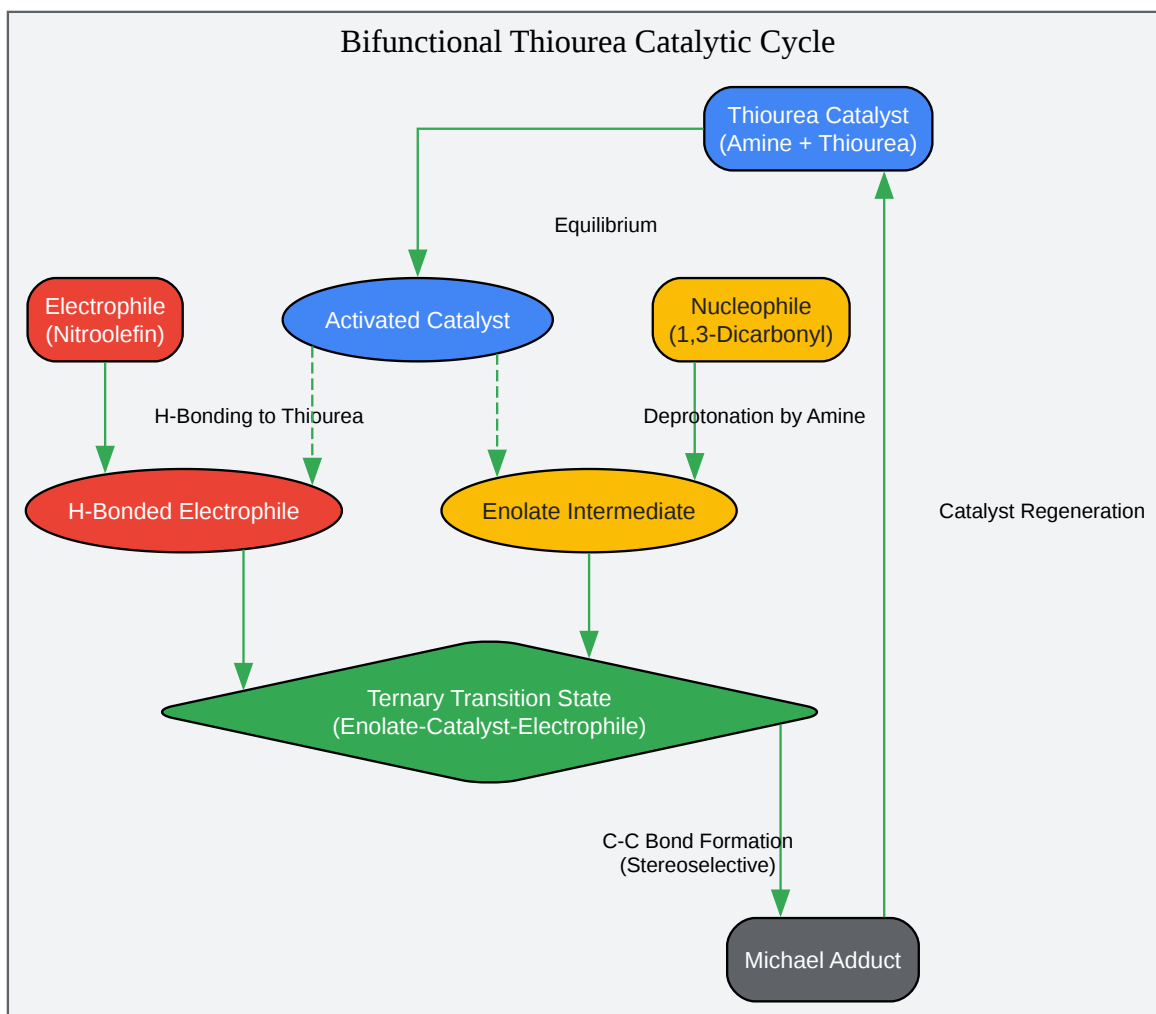 Bifunctional Thiourea Catalytic Cycle
Thiourea Catalyst
(Amine + Thiourea)
Equilibrium
Electrophile
(Nitroolefin)
Activated Catalyst
Nucleophile
(1,3-Dicarbonyl)
H-Bonding to Thiourea
Deprotonation by Amine
H-Bonded Electrophile
Enolate Intermediate
Catalyst Regeneration
Ternary Transition State
(Enolate-Catalyst-Electrophile)
C-C Bond Formation
(Stereoselective)
Michael Adduct